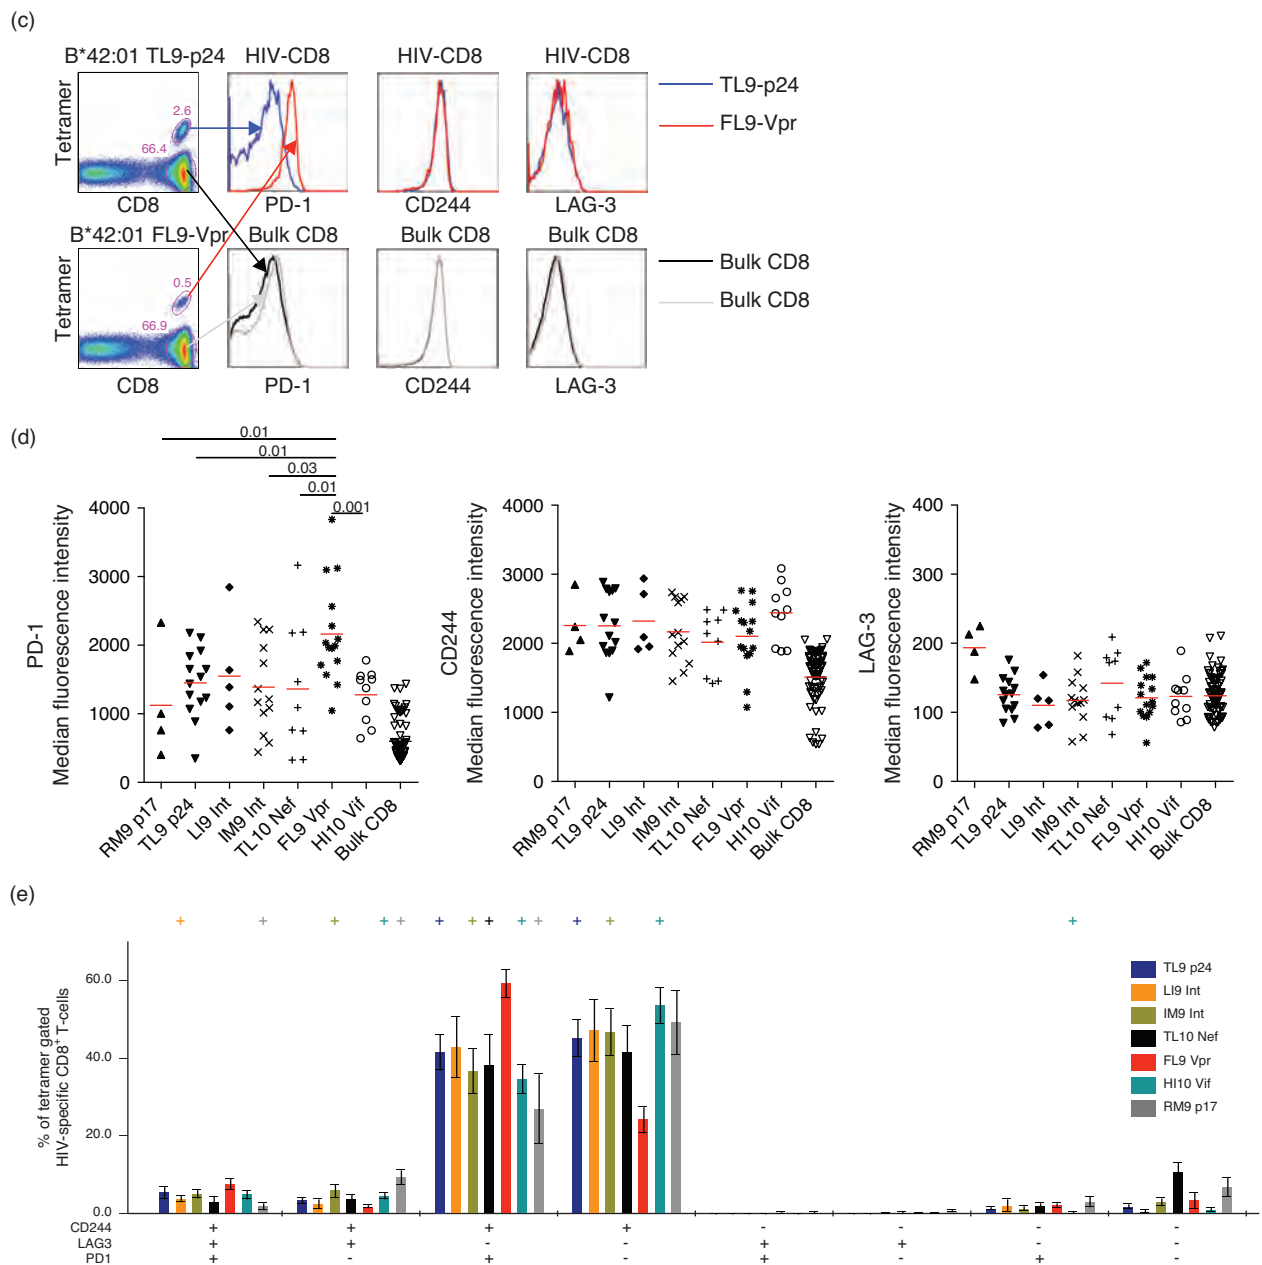 (c)
B*42:01 TL9-p24 HIV-CD8 HIV-CD8 HIV-CD8
Tetramer
2.6
66.4
TL9-p24
FL9-Vpr
CD8 PD-1 CD244 LAG-3
B*42:01 FL9-Vpr Bulk CD8 Bulk CD8 Bulk CD8
Tetramer
0.5
66.9
Bulk CD8
Bulk CD8
CD8 PD-1 CD244 LAG-3
(d)
0.01
0.01
0.03
0.01
0.001
PD-1
Median fluorescence intensity
4000
3000
2000
1000
0
RM9 p17
TL9 p24
LI9 Int
IM9 Int
TL10 Nef
FL9 Vpr
HI10 Vif
Bulk CD8
CD244
Median fluorescence intensity
4000
3000
2000
1000
0
RM9 p17
TL9 p24
LI9 Int
IM9 Int
TL10 Nef
FL9 Vpr
HI10 Vif
Bulk CD8
LAG-3
Median fluorescence intensity
400
300
200
100
0
RM9 p17
TL9 p24
LI9 Int
IM9 Int
TL10 Nef
FL9 Vpr
HI10 Vif
Bulk CD8
(e)
+ + + + + + + + + + + + + +
% of tetramer gated
HIV-specific CD8+ T-cells
60.0
40.0
20.0
0.0
TL9 p24
LI9 Int
IM9 Int
TL10 Nef
FL9 Vpr
HI10 Vif
RM9 p17
CD244 + + + + - - - -
LAG3 + + - - + + - -
PD1 + - + - + - + -